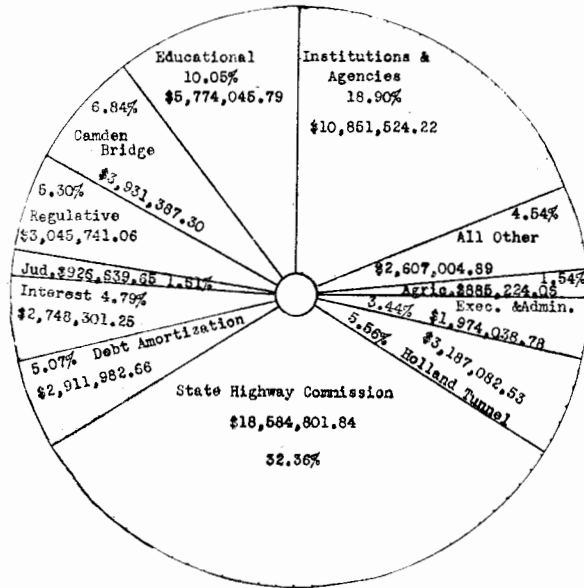 Educational
10.05%
$5,774,045.79
Institutions &
Agencies
18.90%
$10,851,524.22
6.84%
Camden
Bridge
$3,931,387.30
5.30%
Regulative
$3,045,741.06
4.54%
All Other
$2,607,004.89
Jud. $926,639.65 1.61%
1.54%
Agric. $885,224.05
Interest 4.79%
$2,748,301.25
Exec. &Admin.
3.44%
$1,974,038.78
5.07% Debt Amortization
$2,911,982.66
5.56%
$3,187,082.53
Holland Tunnel
State Highway Commission
$18,584,801.84
32.36%